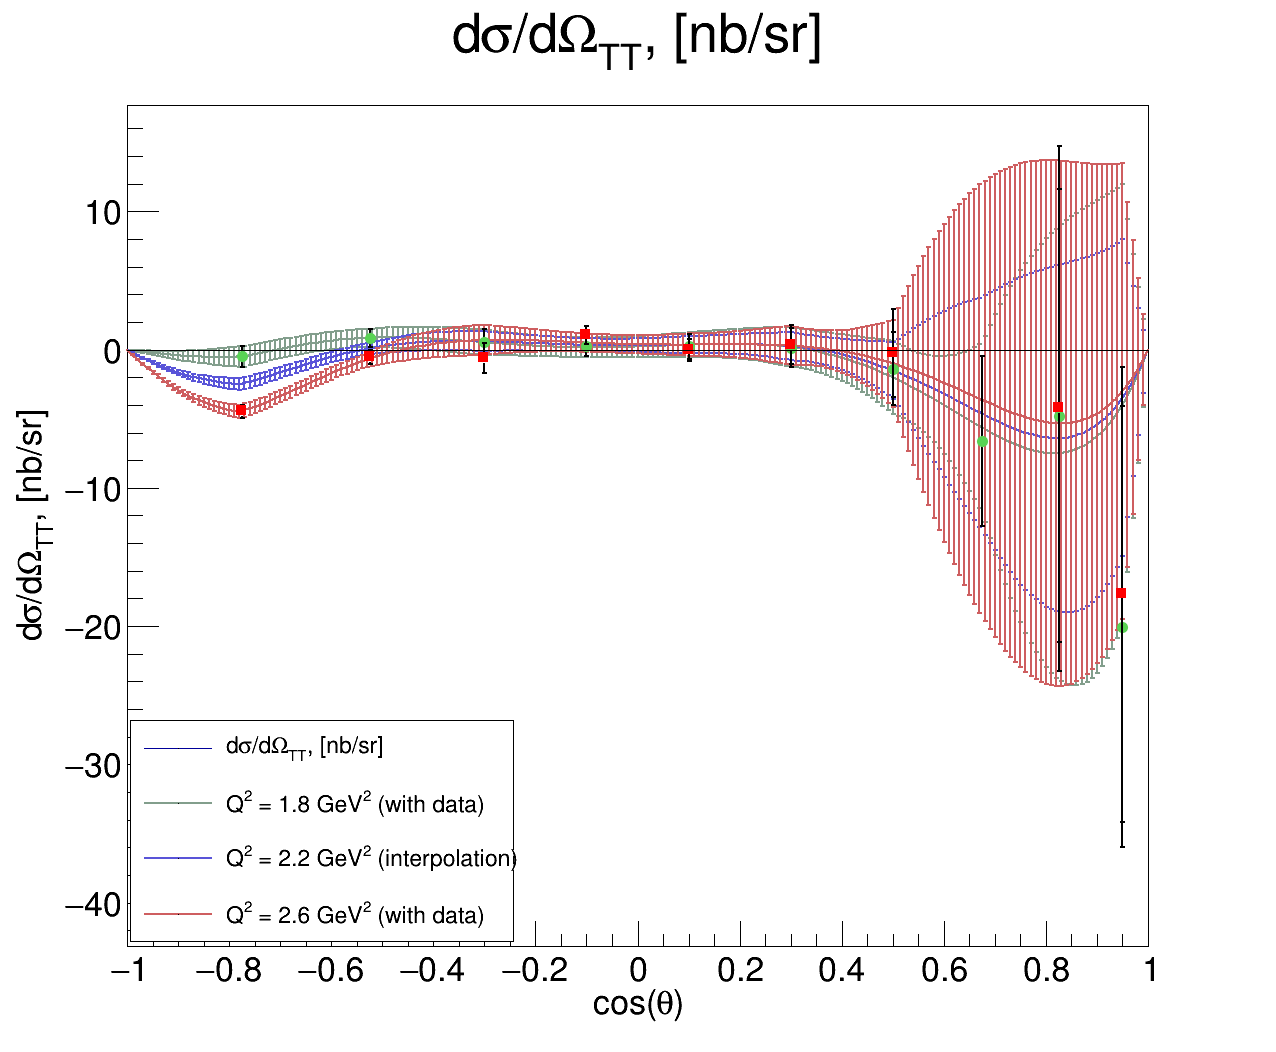 dσ/dΩTT, [nb/sr]
dσ/dΩTT, [nb/sr]
10
0
−10
−20
−30
−40
dσ/dΩTT, [nb/sr]
Q2 = 1.8 GeV2 (with data)
Q2 = 2.2 GeV2 (interpolation)
Q2 = 2.6 GeV2 (with data)
−1 −0.8 −0.6 −0.4 −0.2 0 0.2 0.4 0.6 0.8 1
cos(θ)